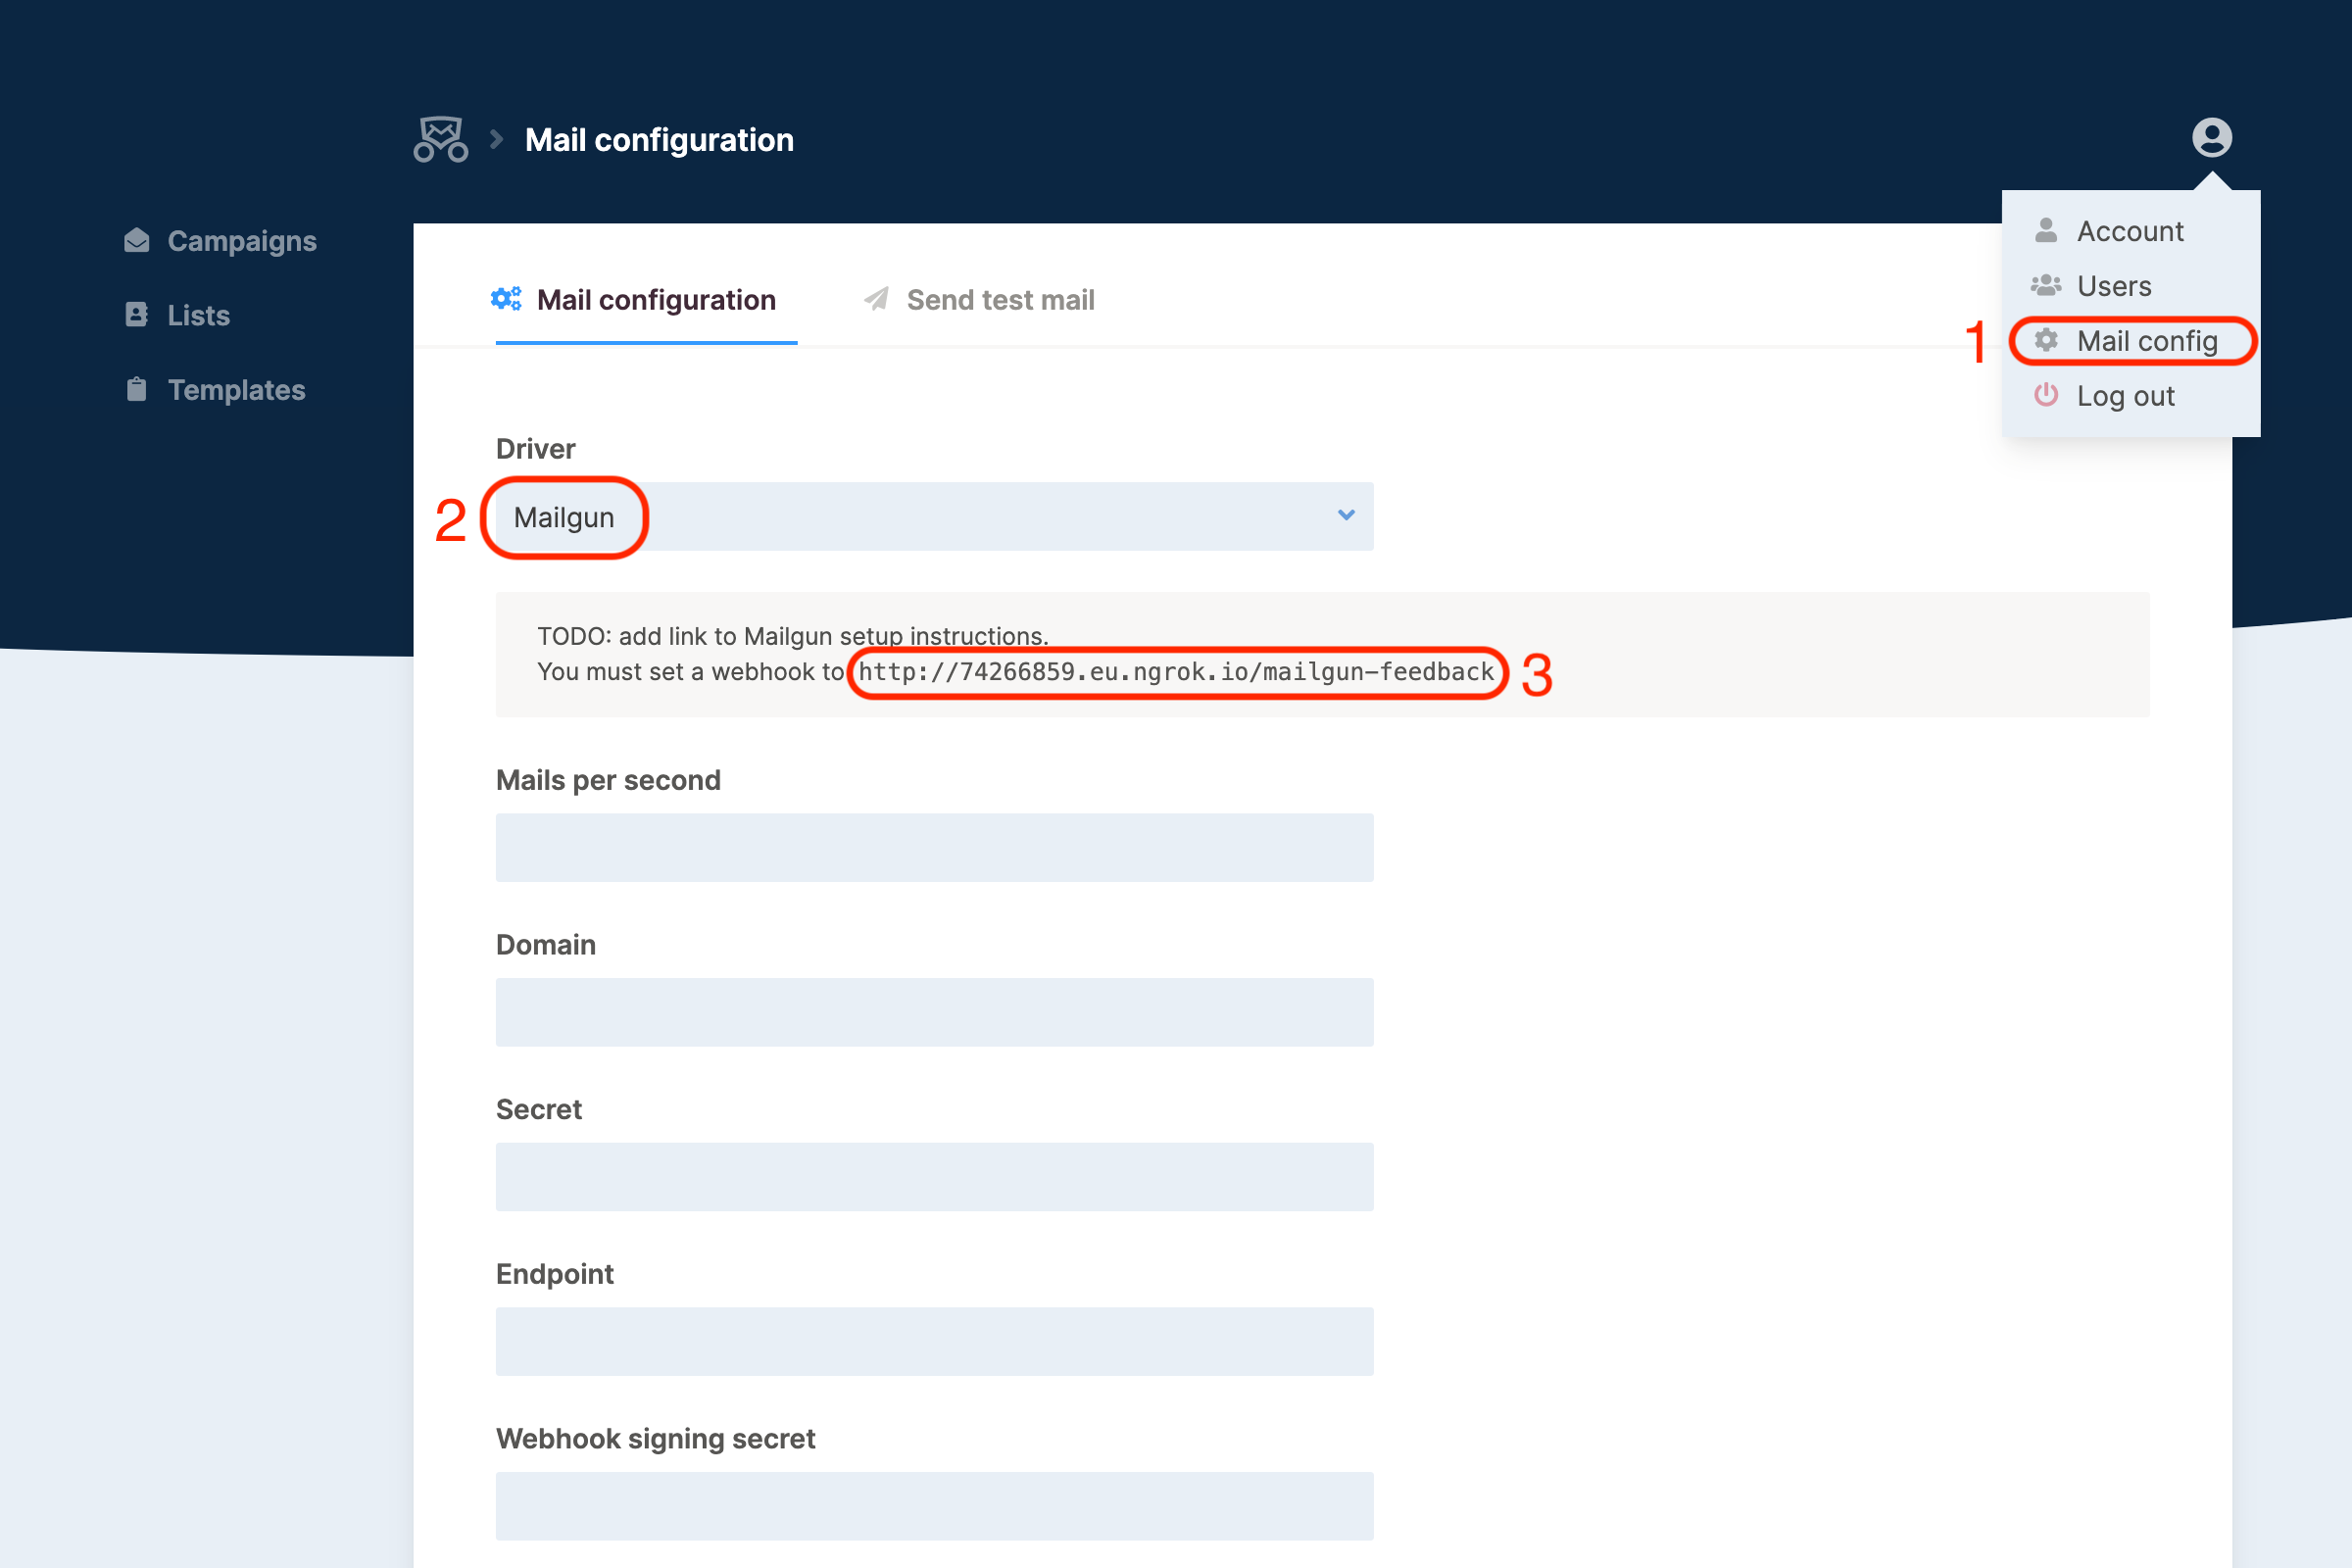 Mail configuration
Campaigns
Lists
Templates
Account
Users
1 Mail config
Log out
Mail configuration
Send test mail
Driver
2 Mailgun
TODO: add link to Mailgun setup instructions.
You must set a webhook to http://74266859.eu.ngrok.io/mailgun-feedback 3
Mails per second
Domain
Secret
Endpoint
Webhook signing secret